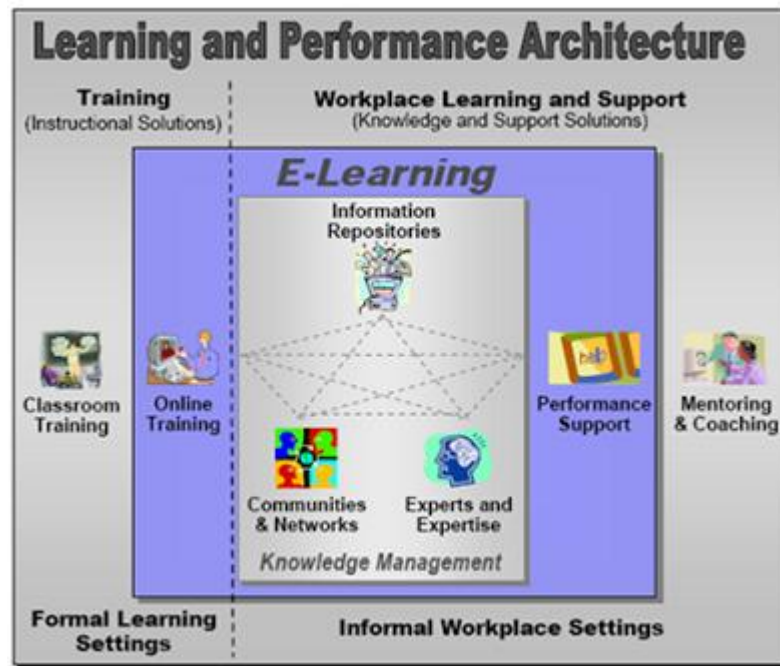 Learning and Performance Architecture
Training
(Instructional Solutions)
Workplace Learning and Support
(Knowledge and Support Solutions)
E-Learning
Information
Repositories
Classroom
Training
Online
Training
help
Performance
Support
Mentoring
& Coaching
Communities
& Networks
Experts and
Expertise
Knowledge Management
Formal Learning
Settings
Informal Workplace Settings